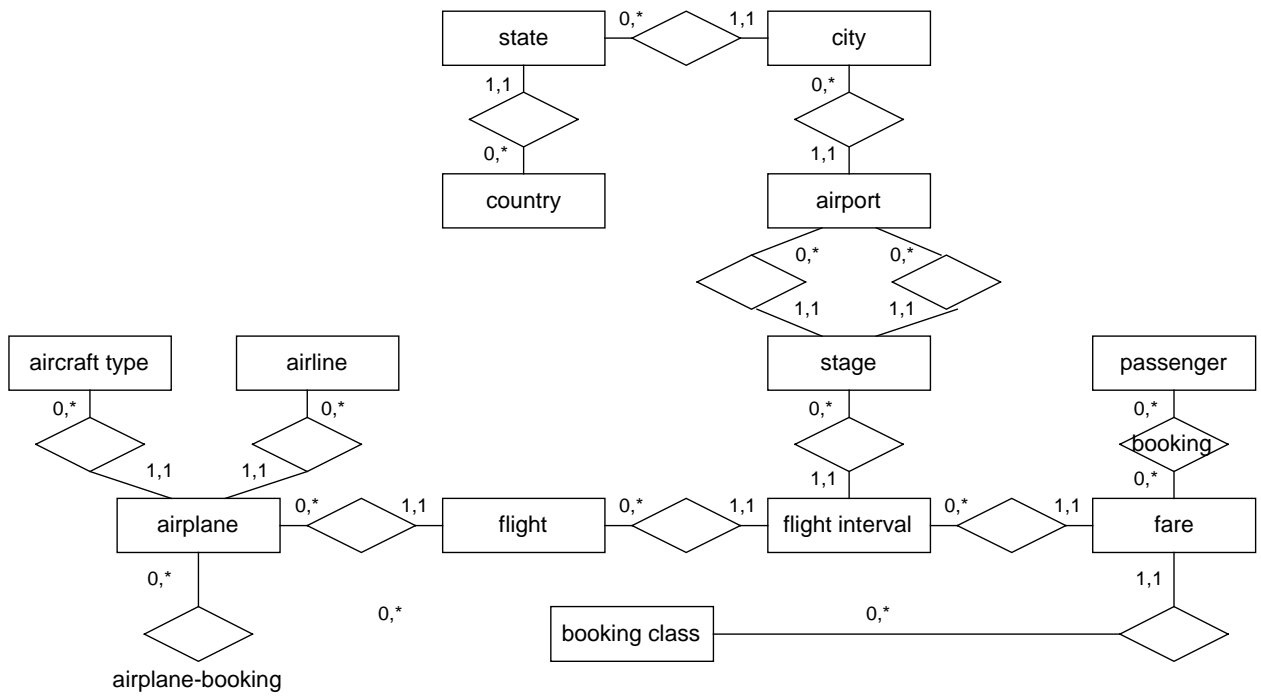 state
0,*
1,1
city
1,1
0,*
0,*
1,1
country
airport
0,*
0,*
1,1
1,1
aircraft type
airline
stage
passenger
0,*
0,*
0,*
0,*
booking
1,1
1,1
1,1
0,*
airplane
0,*
1,1
flight
0,*
1,1
flight interval
0,*
1,1
fare
0,*
1,1
0,*
booking class
0,*
airplane-booking